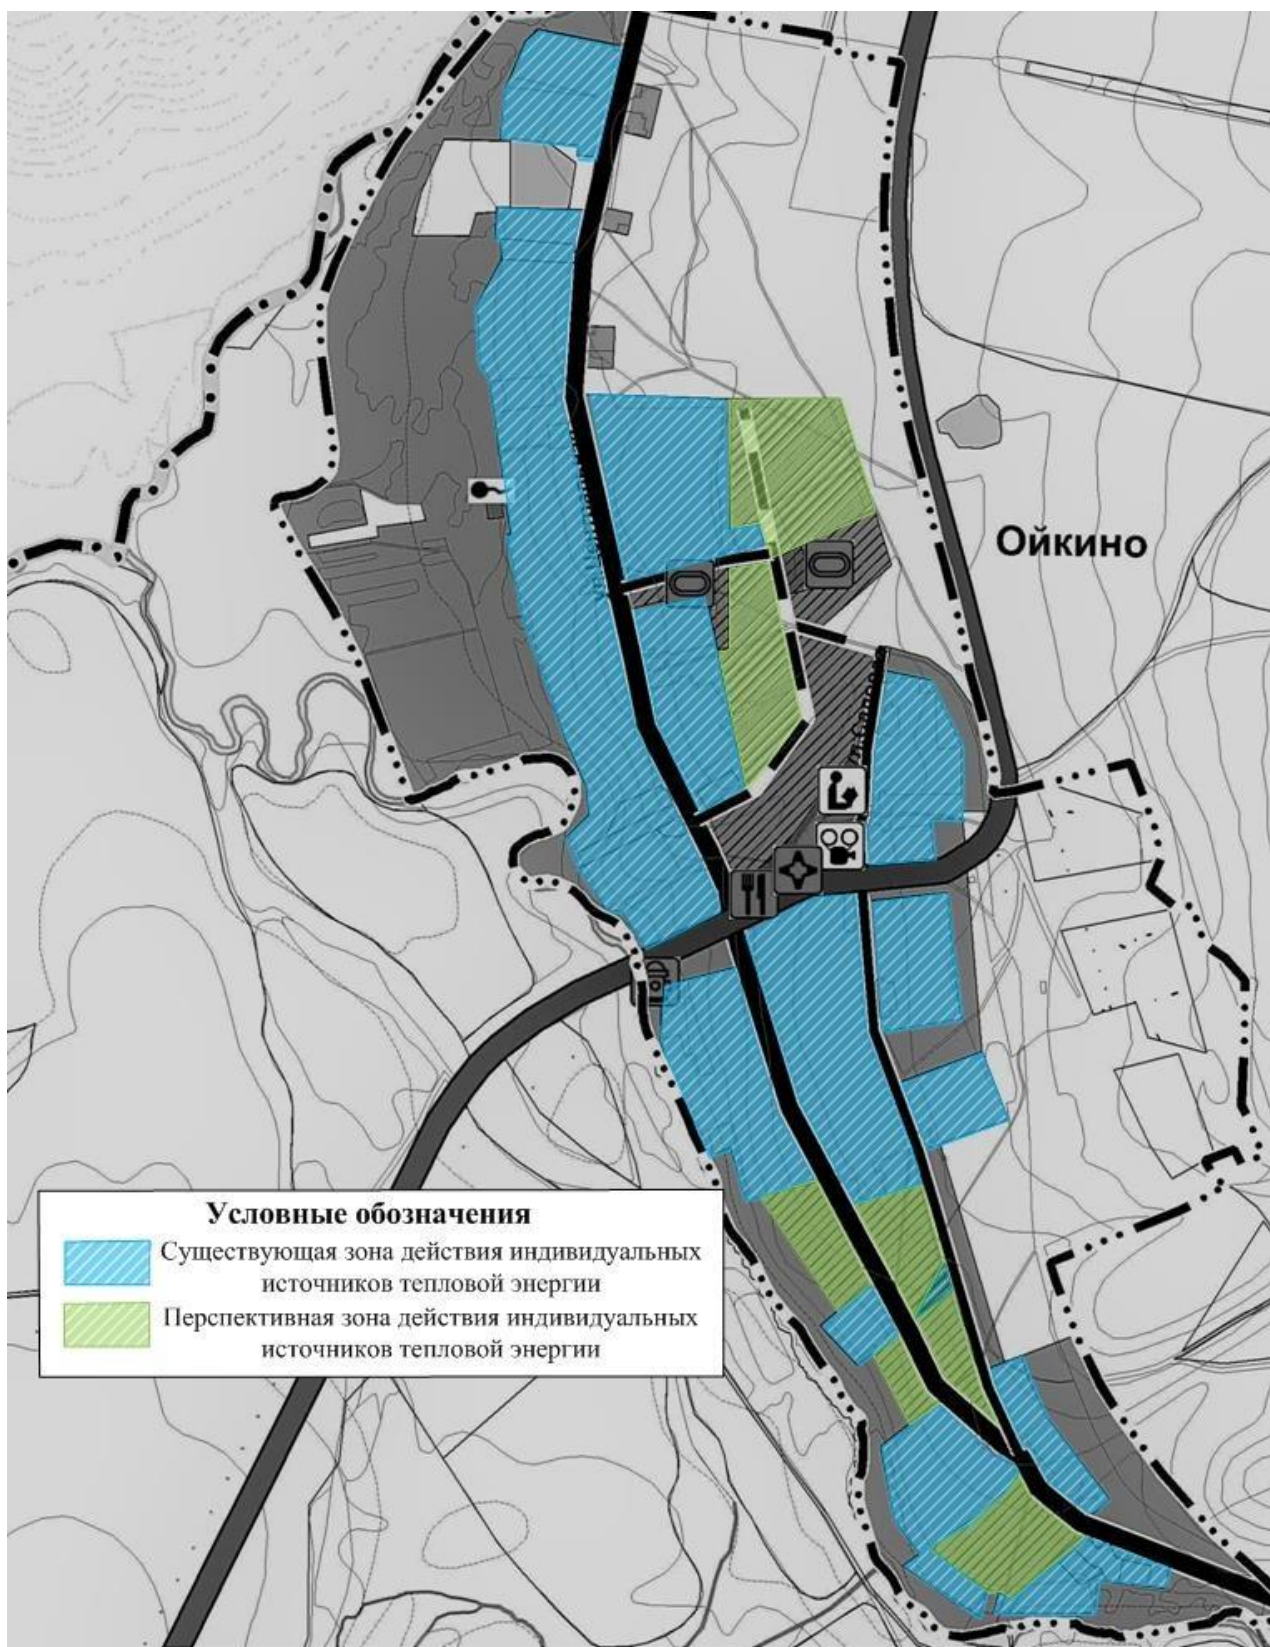 Ойкино
Условные обозначения
Существующая зона действия индивидуальных
источников тепловой энергии
Перспективная зона действия индивидуальных
источников тепловой энергии